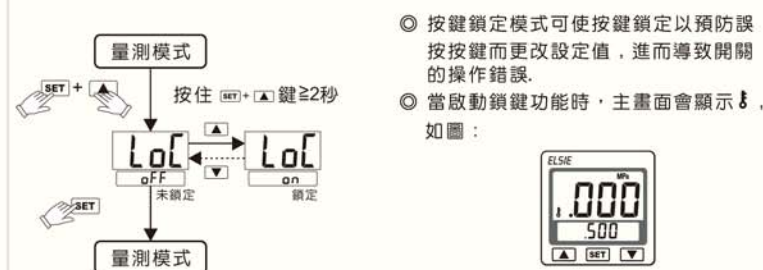 量測模式
SET + ▲
按住 SET + ▲ 鍵≧2秒
▲
LoC
LoC
▼
oFF
on
未鎖定
鎖定
SET
量測模式
◎ 按鍵鎖定模式可使按鍵鎖定以預防誤
按按鍵而更改設定值，進而導致開關
的操作錯誤.
◎ 當啟動鎖鍵功能時，主畫面會顯示，
如圖：
ELSIE
MPa
.000
.500
▲ SET ▼